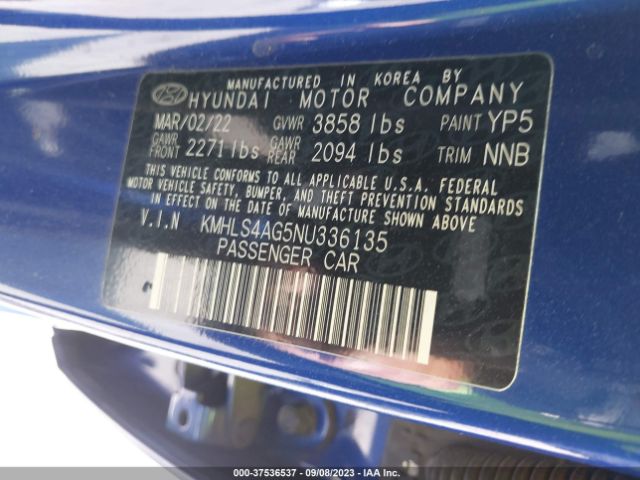 MANUFACTURED IN KOREA BY
HYUNDAI MOTOR COMPANY
MAR/02/22 GVWR 3858 lbs PAINT YP5
GAWR FRONT 2271 lbs GAWR REAR 2094 lbs TRIM NNB
THIS VEHICLE CONFORMS TO ALL APPLICABLE U.S.A. FEDERAL
MOTOR VEHICLE SAFETY, BUMPER, AND THEFT PREVENTION STANDARDS
IN EFFECT ON THE DATE OF MANUFACTURE SHOWN ABOVE
V.I.N KMHLS4AG5NU336135
PASSENGER CAR
000-37536537 - 09/08/2023 - IAA Inc.